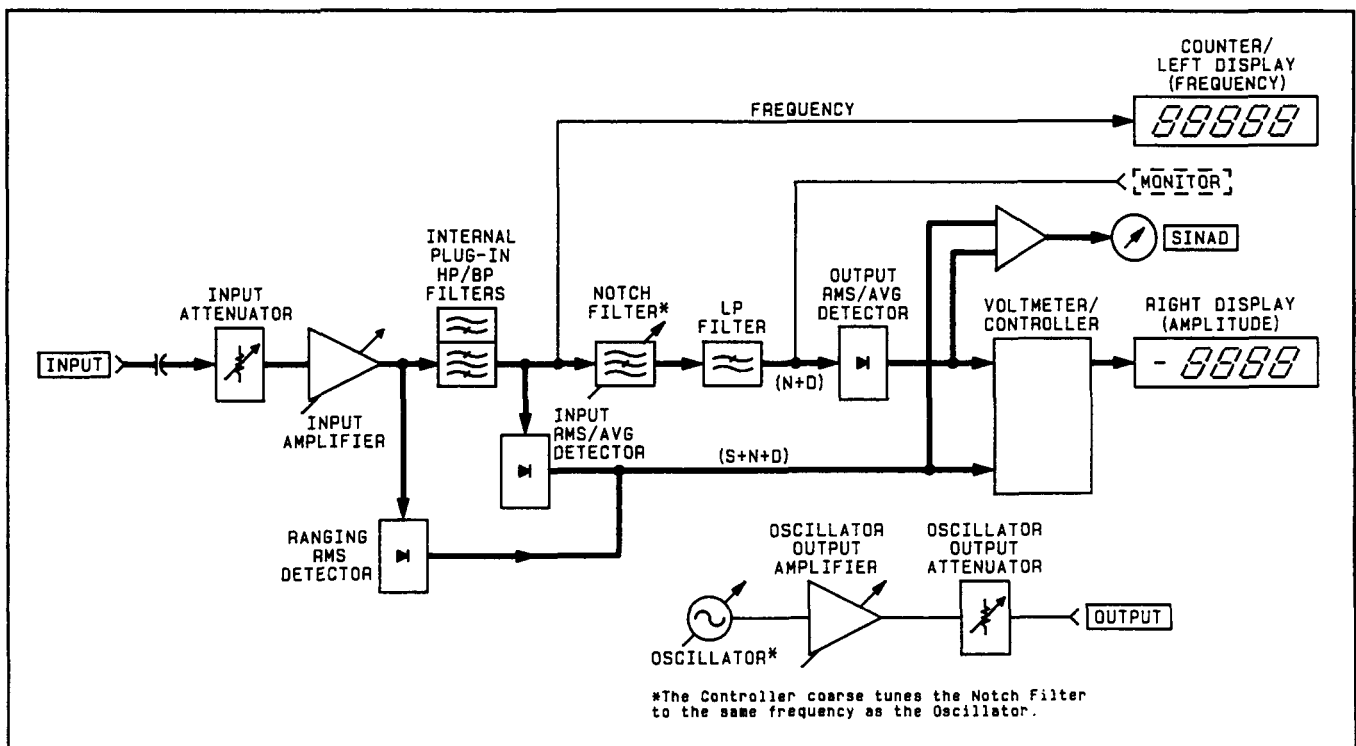 COUNTER/
LEFT DISPLAY
(FREQUENCY)
88888
FREQUENCY
MONITOR
INTERNAL
PLUG-IN
HP/BP
FILTERS
SINAD
INPUT
ATTENUATOR
NOTCH
FILTER*
LP
FILTER
OUTPUT
RMS/AVG
DETECTOR
VOLTMETER/
CONTROLLER
RIGHT DISPLAY
(AMPLITUDE)
- 8888
INPUT
(N+D)
INPUT
AMPLIFIER
INPUT
RMS/AVG
DETECTOR
(S+N+D)
RANGING
RMS
DETECTOR
OSCILLATOR
OUTPUT
AMPLIFIER
OSCILLATOR
OUTPUT
ATTENUATOR
OUTPUT
OSCILLATOR*
*The Controller coarse tunes the Notch Filter
to the same frequency as the Oscillator.